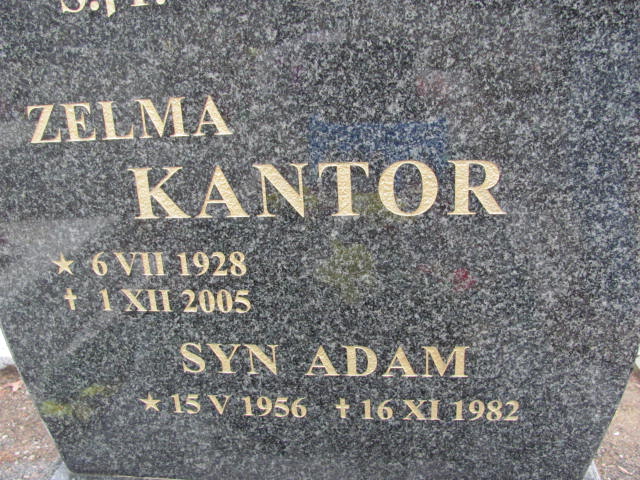 Ś.†P.
ZELMA
KANTOR
★ 6 VII 1928
† 1 XII 2005
SYN ADAM
★ 15 V 1956 † 16 XI 1982